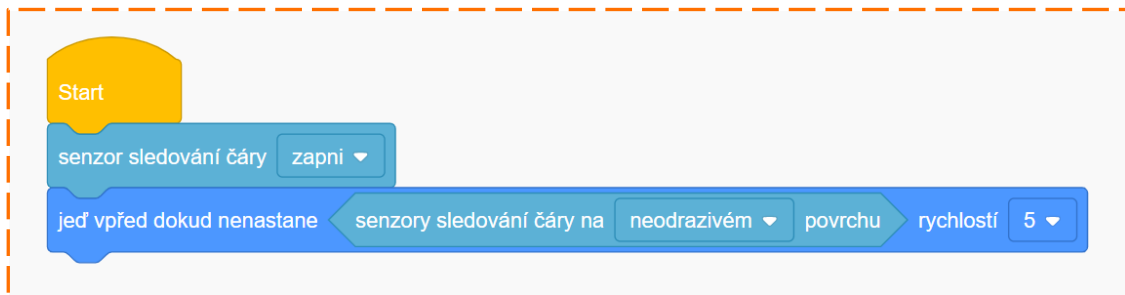 Start
senzor sledování čáry zapni
jeď vpřed dokud nenastane senzory sledování čáry na neodrazivém povrchu rychlostí 5